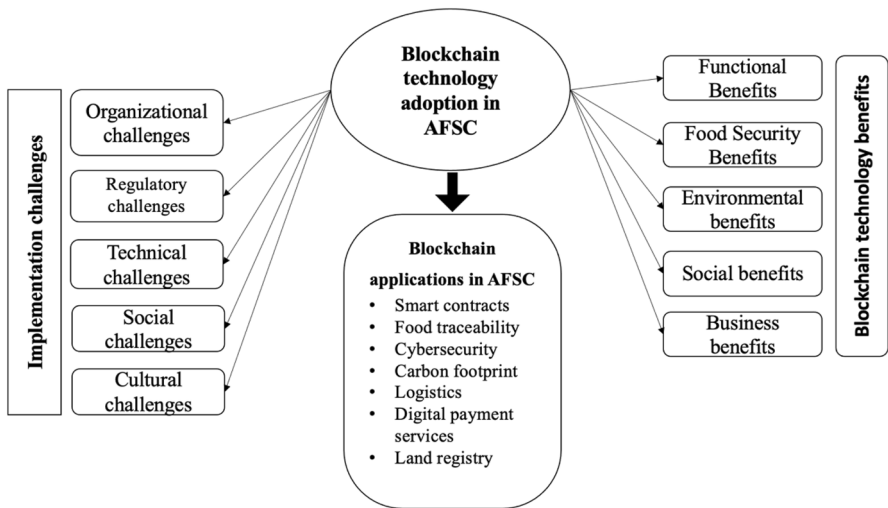 Implementation challenges
Organizational
challenges
Regulatory
challenges
Technical
challenges
Social
challenges
Cultural
challenges
Blockchain
technology
adoption in
AFSC
Blockchain
applications in AFSC
• Smart contracts
• Food traceability
• Cybersecurity
• Carbon footprint
• Logistics
• Digital payment
services
• Land registry
Functional
Benefits
Food Security
Benefits
Environmental
benefits
Social benefits
Business
benefits
Blockchain technology benefits